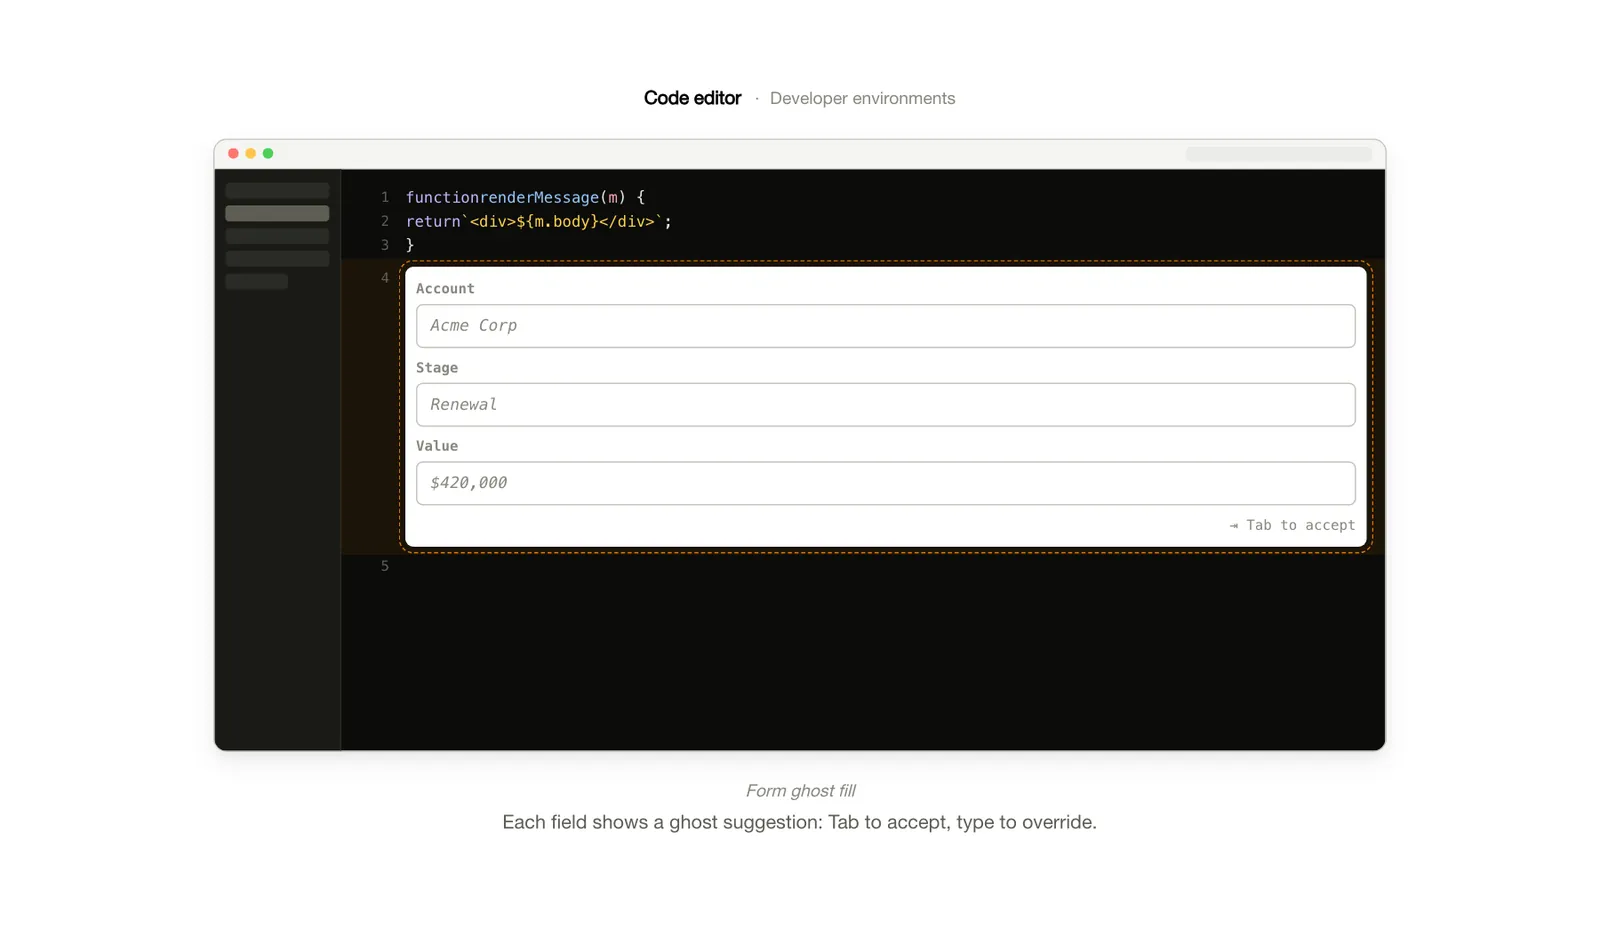 Code editor · Developer environments
1 functionrenderMessage(m) {
2 return`<div>${m.body}</div>`;
3 }
4
Account
Acme Corp
Stage
Renewal
Value
$420,000
⇥ Tab to accept
5
Form ghost fill
Each field shows a ghost suggestion: Tab to accept, type to override.